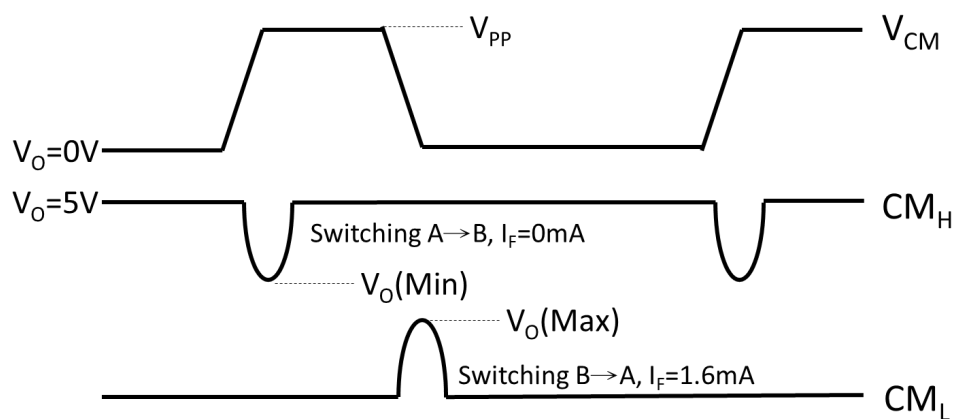 V_PP
V_CM
V_O=0V
V_O=5V
CM_H
Switching A→B, I_F=0mA
V_O(Min)
V_O(Max)
Switching B→A, I_F=1.6mA
CM_L